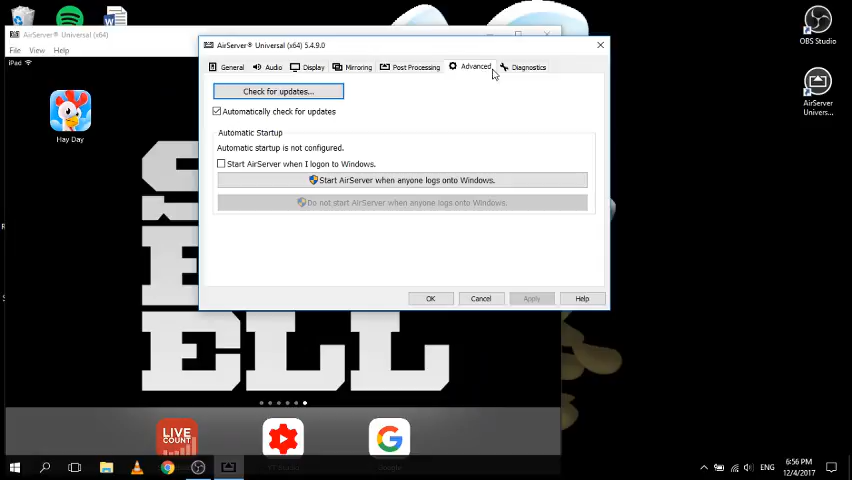 AirServer® Universal (x64)
File View Help
iPad
Hay Day
AirServer® Universal (x64) 5.4.9.0
General Audio Display Mirroring Post Processing Advanced Diagnostics
Check for updates...
Automatically check for updates
Automatic Startup
Automatic startup is not configured.
Start AirServer when I logon to Windows.
Start AirServer when anyone logs onto Windows.
Do not start AirServer when anyone logs onto Windows.
OK Cancel Apply Help
OBS Studio
AirServer
Univers...
ELL
LIVE
COUNT
Google
ENG
6:56 PM
12/4/2017